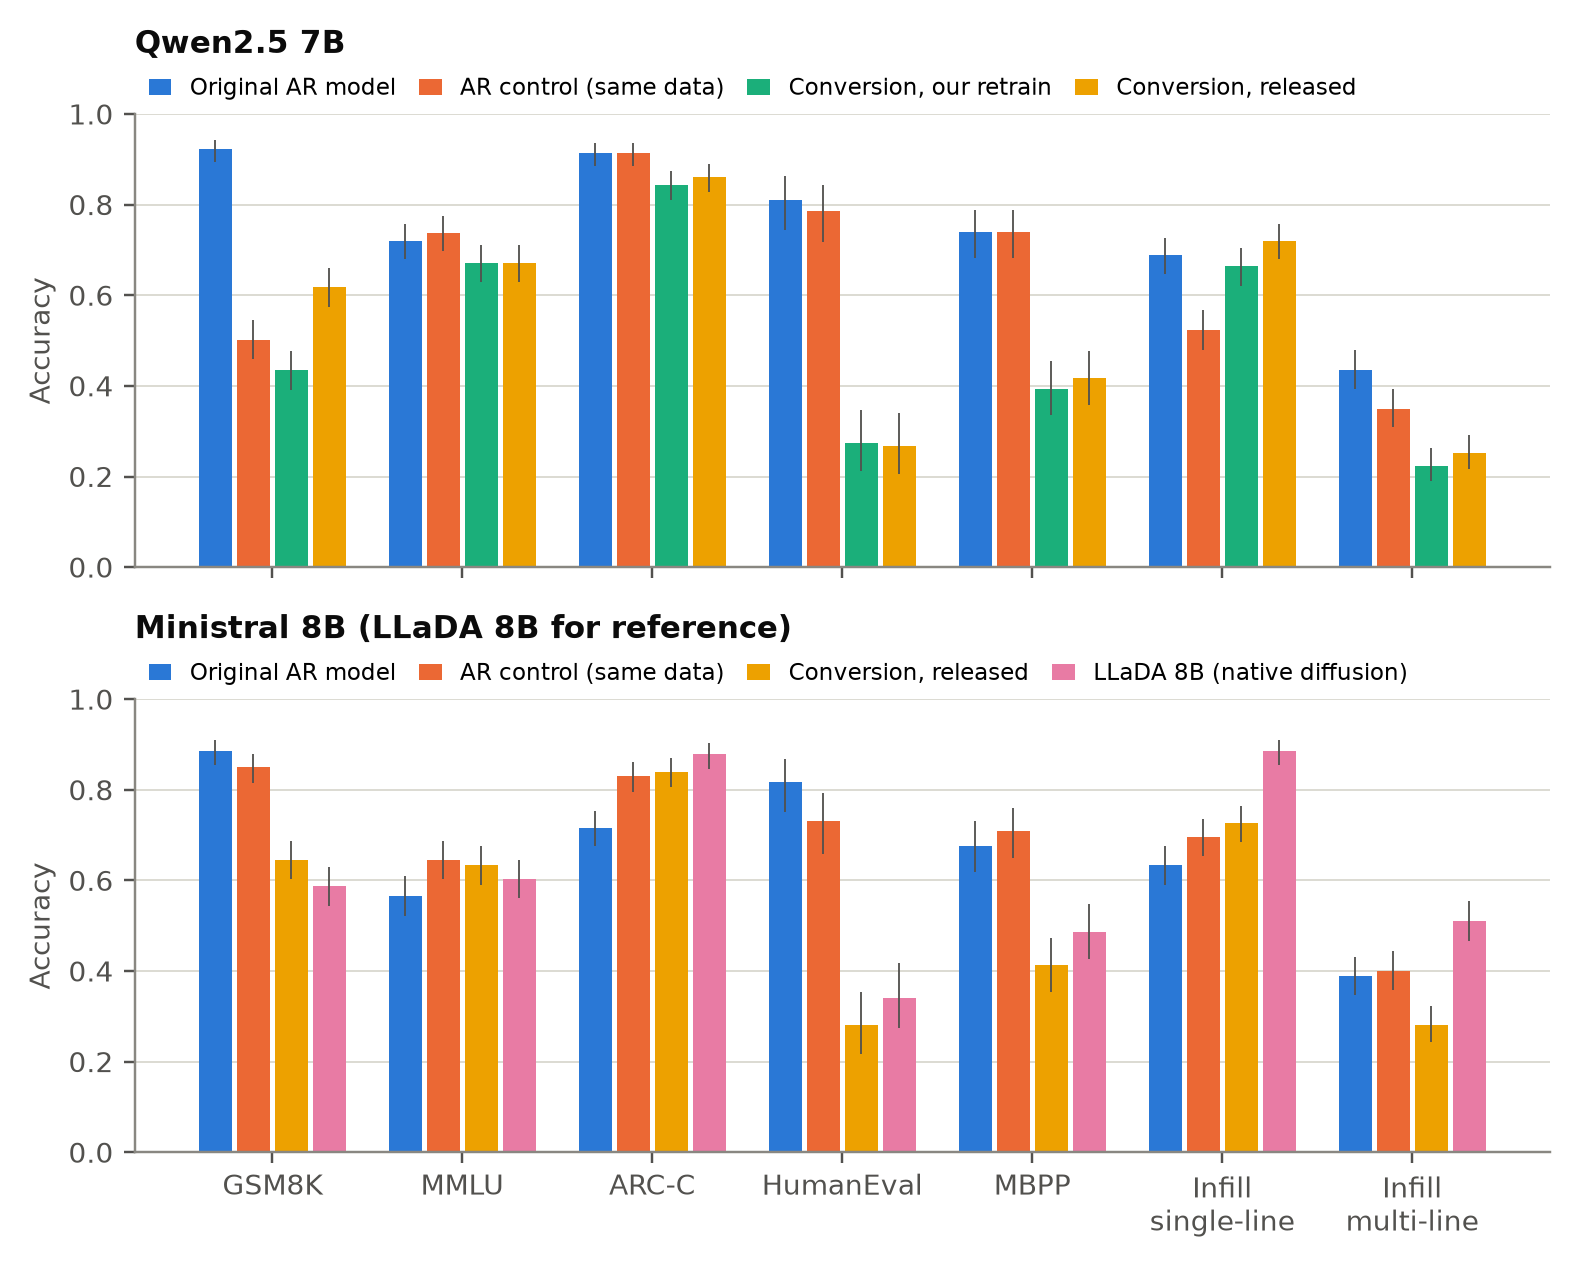 Qwen2.5 7B
Original AR model AR control (same data) Conversion, our retrain Conversion, released
1.0
0.8
0.6
0.4
0.2
0.0
Accuracy
Ministral 8B (LLaDA 8B for reference)
Original AR model AR control (same data) Conversion, released LLaDA 8B (native diffusion)
1.0
0.8
0.6
0.4
0.2
0.0
Accuracy
GSM8K MMLU ARC-C HumanEval MBPP Infill Infill
single-line multi-line